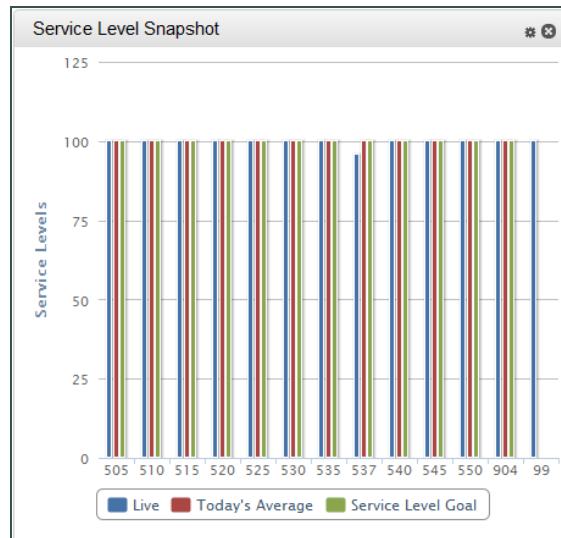 Service Level Snapshot
125
100
75
50
25
0
Service Levels
505 510 515 520 525 530 535 537 540 545 550 904 99
Live Today's Average Service Level Goal